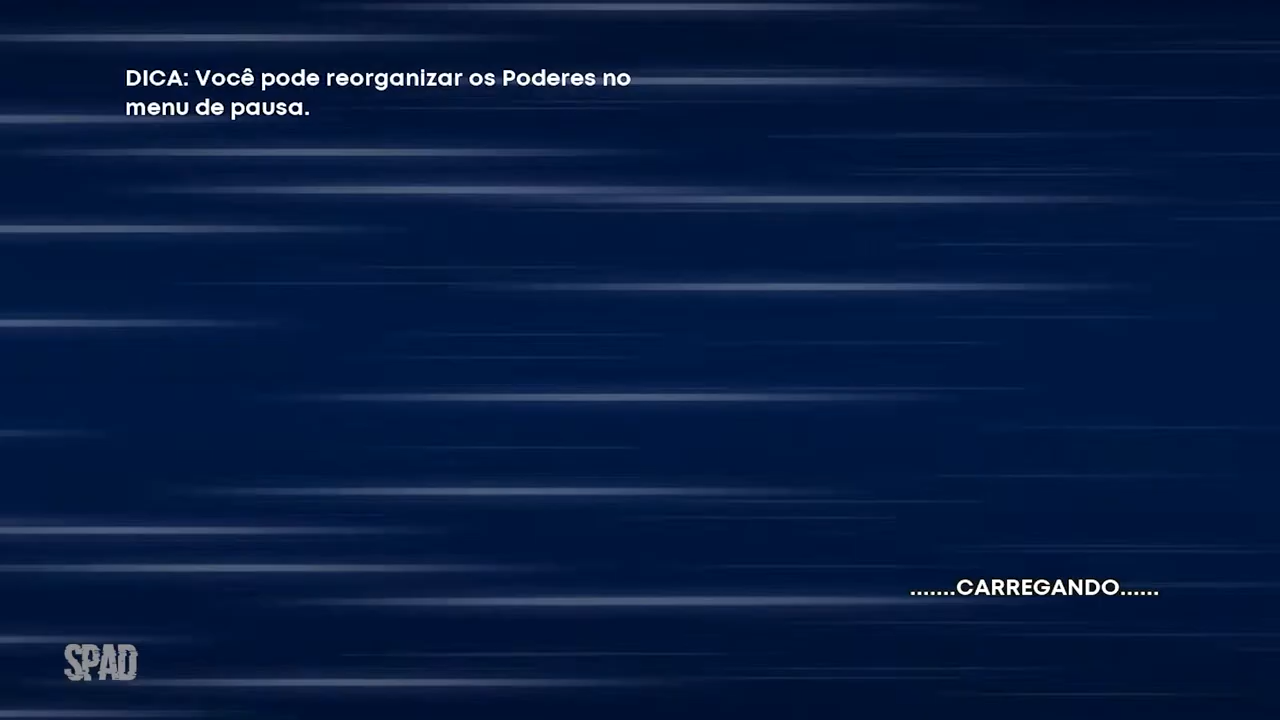 DICA: Você pode reorganizar os Poderes no
menu de pausa.
.......CARREGANDO......
SPAD